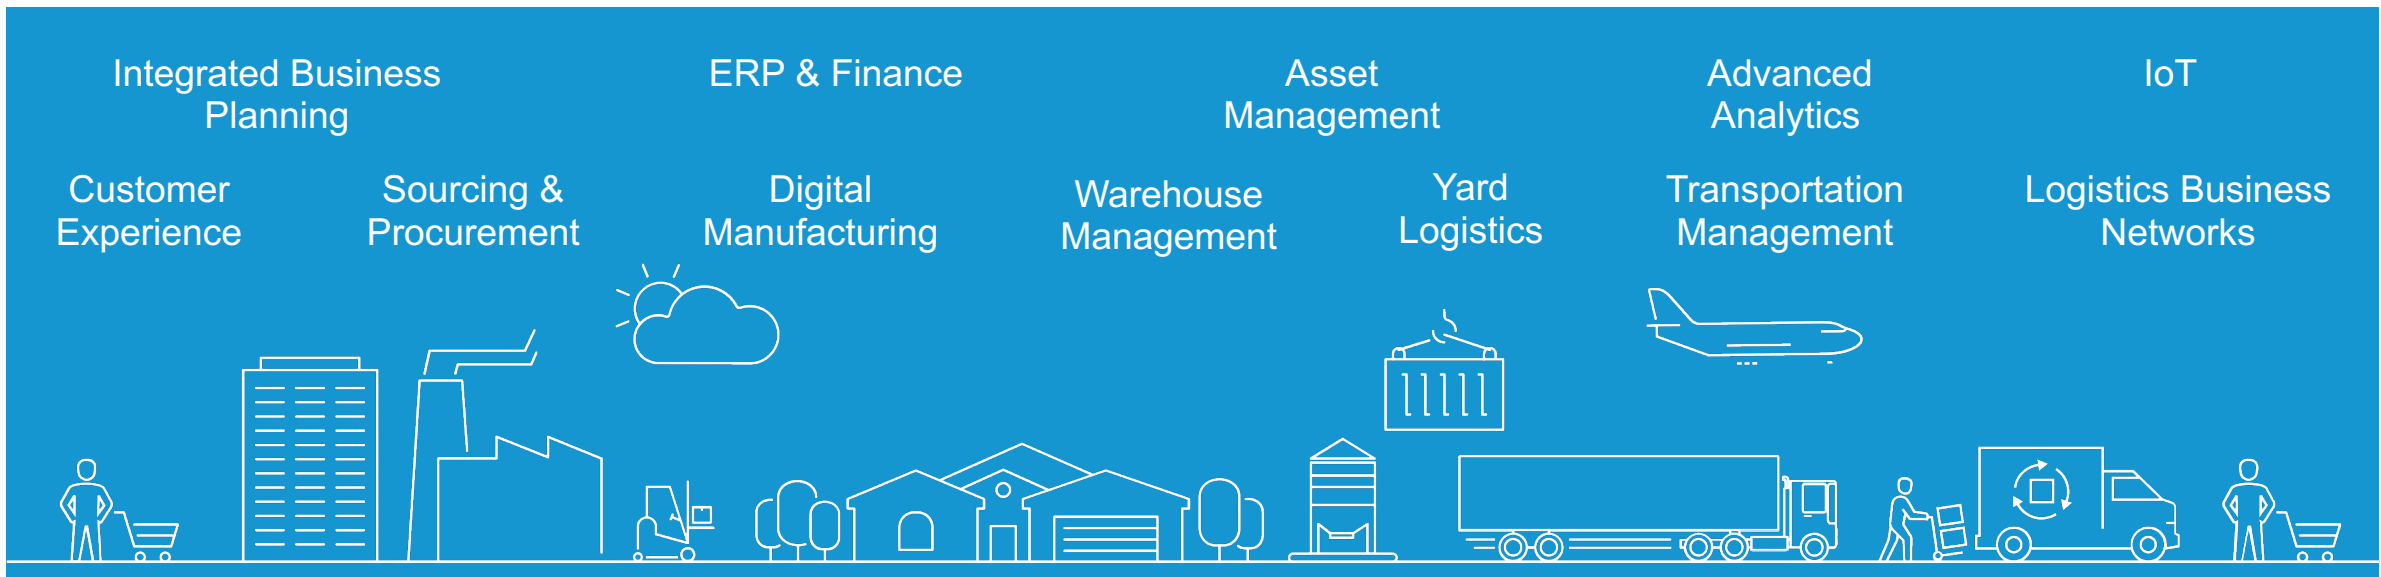 Integrated Business
Planning
ERP & Finance
Asset
Management
Advanced
Analytics
IoT
Customer
Experience
Sourcing &
Procurement
Digital
Manufacturing
Warehouse
Management
Yard
Logistics
Transportation
Management
Logistics Business
Networks